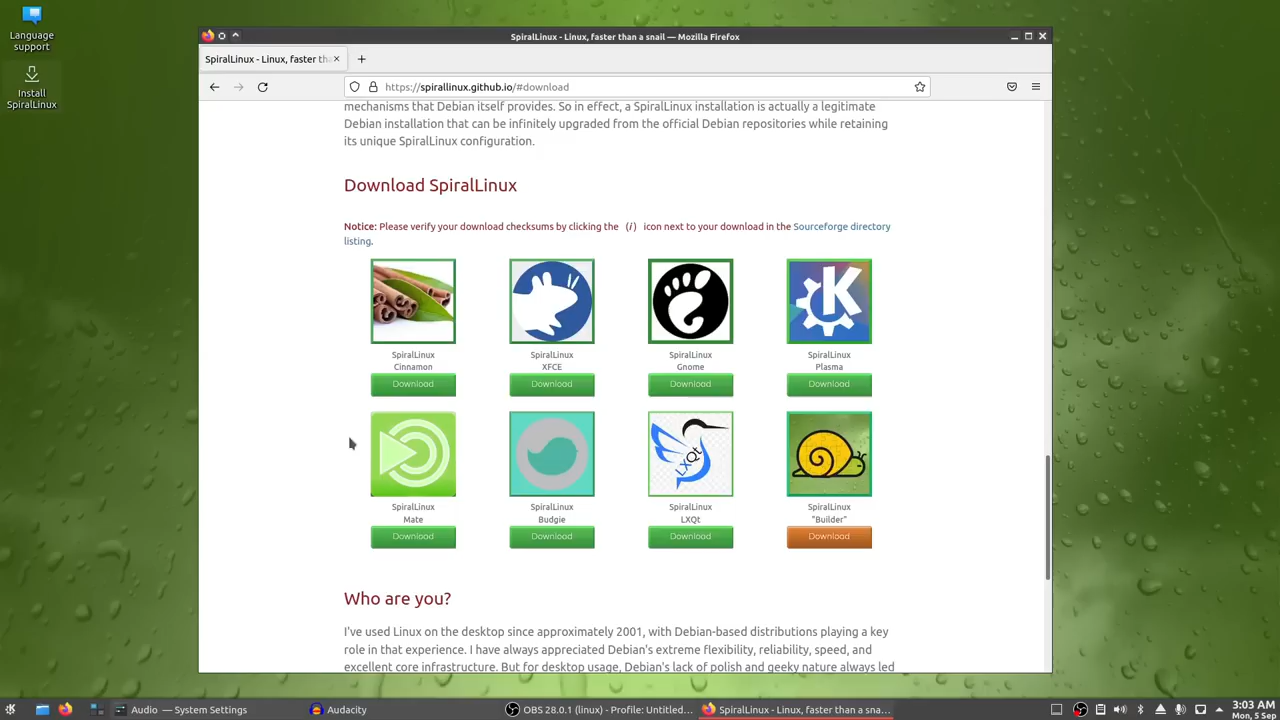 Language
support
Install
SpiralLinux
SpiralLinux - Linux, faster than a snail — Mozilla Firefox
SpiralLinux - Linux, faster th
https://spirallinux.github.io/#download
mechanisms that Debian itself provides. So in effect, a SpiralLinux installation is actually a legitimate
Debian installation that can be infinitely upgraded from the official Debian repositories while retaining
its unique SpiralLinux configuration.
Download SpiralLinux
Notice: Please verify your download checksums by clicking the (i) icon next to your download in the Sourceforge directory
listing.
SpiralLinux
Cinnamon
Download
SpiralLinux
XFCE
Download
SpiralLinux
Gnome
Download
SpiralLinux
Plasma
Download
SpiralLinux
Mate
Download
SpiralLinux
Budgie
Download
LXQt
SpiralLinux
LXQt
Download
SpiralLinux
"Builder"
Download
Who are you?
I've used Linux on the desktop since approximately 2001, with Debian-based distributions playing a key
role in that experience. I have always appreciated Debian's extreme flexibility, reliability, speed, and
excellent core infrastructure. But for desktop usage, Debian's lack of polish and geeky nature always led
Audio — System Settings
Audacity
OBS 28.0.1 (linux) - Profile: Untitled...
SpiralLinux - Linux, faster than a sna...
3:03 AM
Mon, 5 Sep